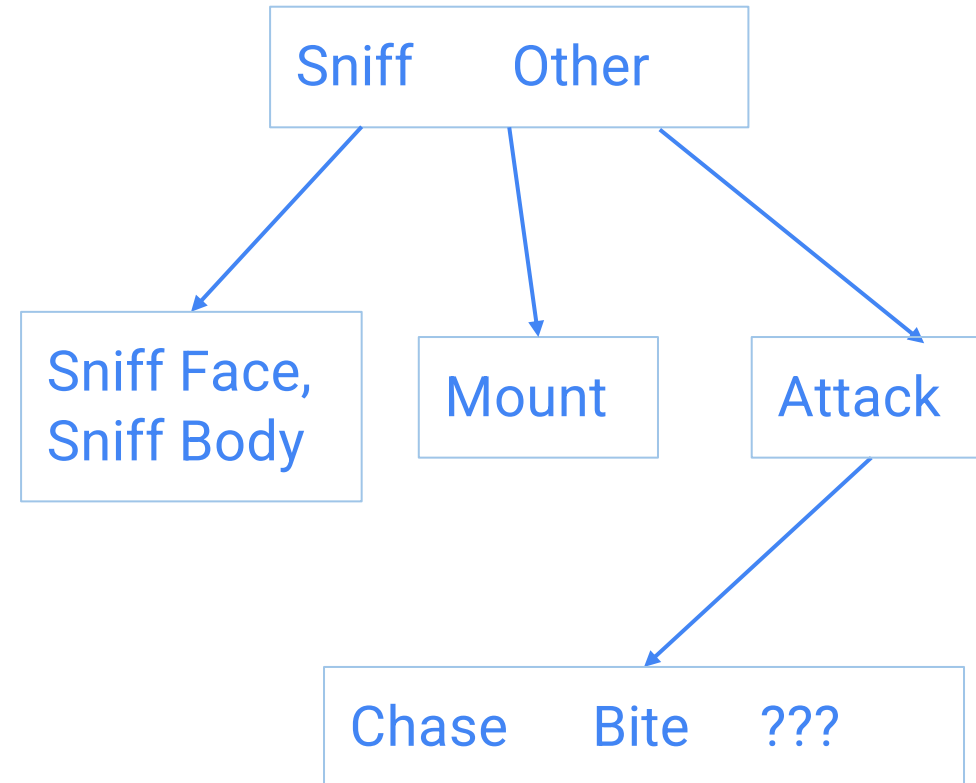 Sniff Other
Sniff Face,
Sniff Body
Mount
Attack
Chase Bite ???